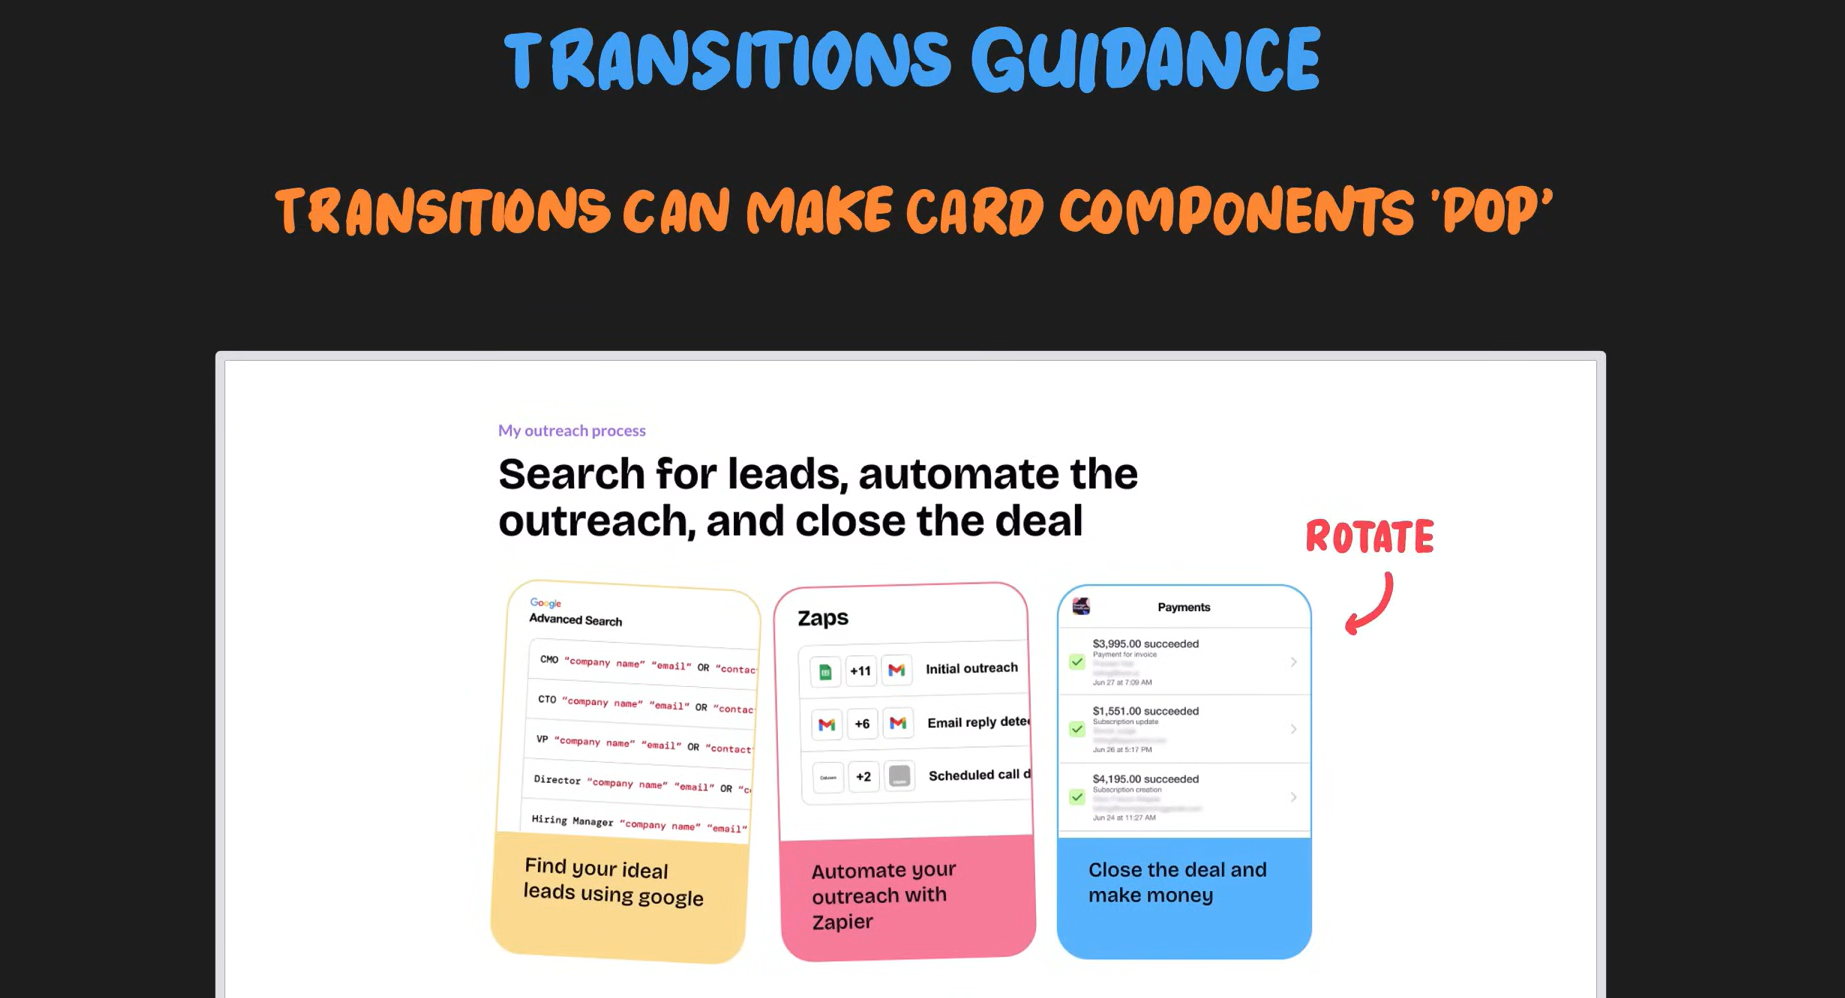 TRANSITIONS GUIDANCE
TRANSITIONS CAN MAKE CARD COMPONENTS 'POP'
My outreach process
Search for leads, automate the
outreach, and close the deal
ROTATE
Google
Advanced Search
CMO “company name” “email” OR “contac
CTO “company name” “email” OR “contac
VP “company name” “email” OR “contact
Director “company name” “email” OR “c
Hiring Manager “company name” “email”
Find your ideal
leads using google
Zaps
+11 Initial outreach
+6 Email reply dete
+2 Scheduled call d
Automate your
outreach with
Zapier
Payments
$3,995.00 succeeded
Payment for invoice
Jun 27 at 7:09 AM
$1,551.00 succeeded
Subscription update
Jun 26 at 5:17 PM
$4,195.00 succeeded
Subscription creation
Jun 24 at 11:27 AM
Close the deal and
make money